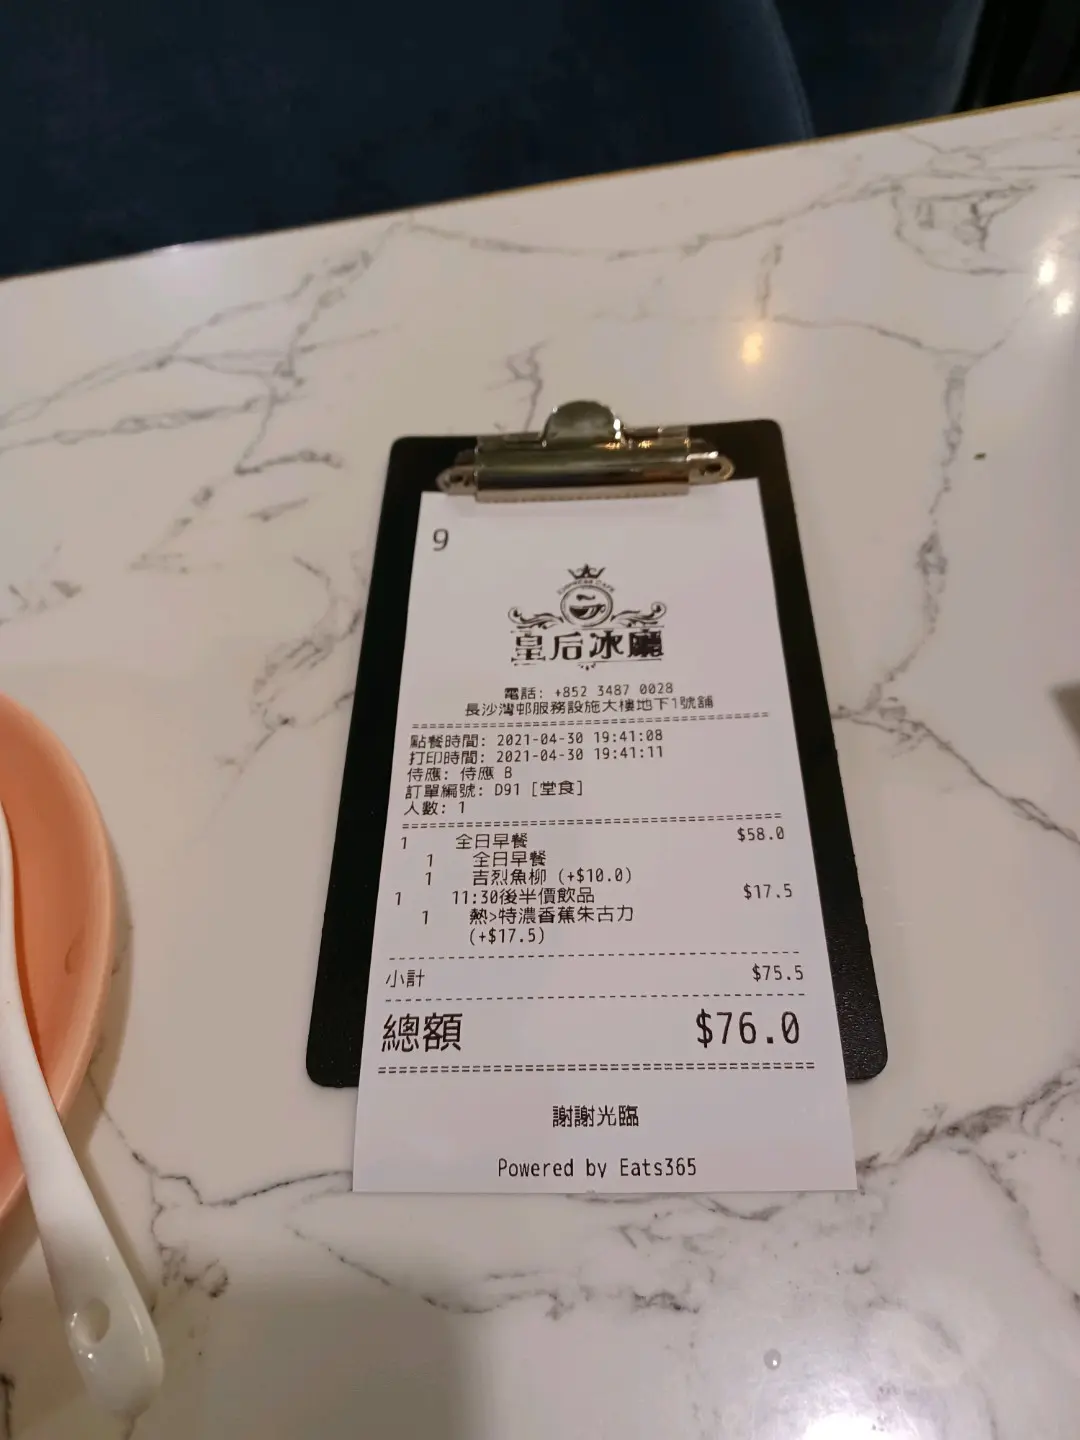 9
EMPRESS CAFE
皇后冰廳
電話: +852 3487 0028
長沙灣邨服務設施大樓地下1號舖
點餐時間: 2021-04-30 19:41:08
打印時間: 2021-04-30 19:41:11
侍應: 侍應 B
訂單編號: D91 [堂食]
人數: 1
1 全日早餐 $58.0
1 全日早餐
1 吉烈魚柳 (+$10.0)
1 11:30後半價飲品 $17.5
1 熱>特濃香蕉朱古力
(+$17.5)
小計 $75.5
總額 $76.0
謝謝光臨
Powered by Eats365